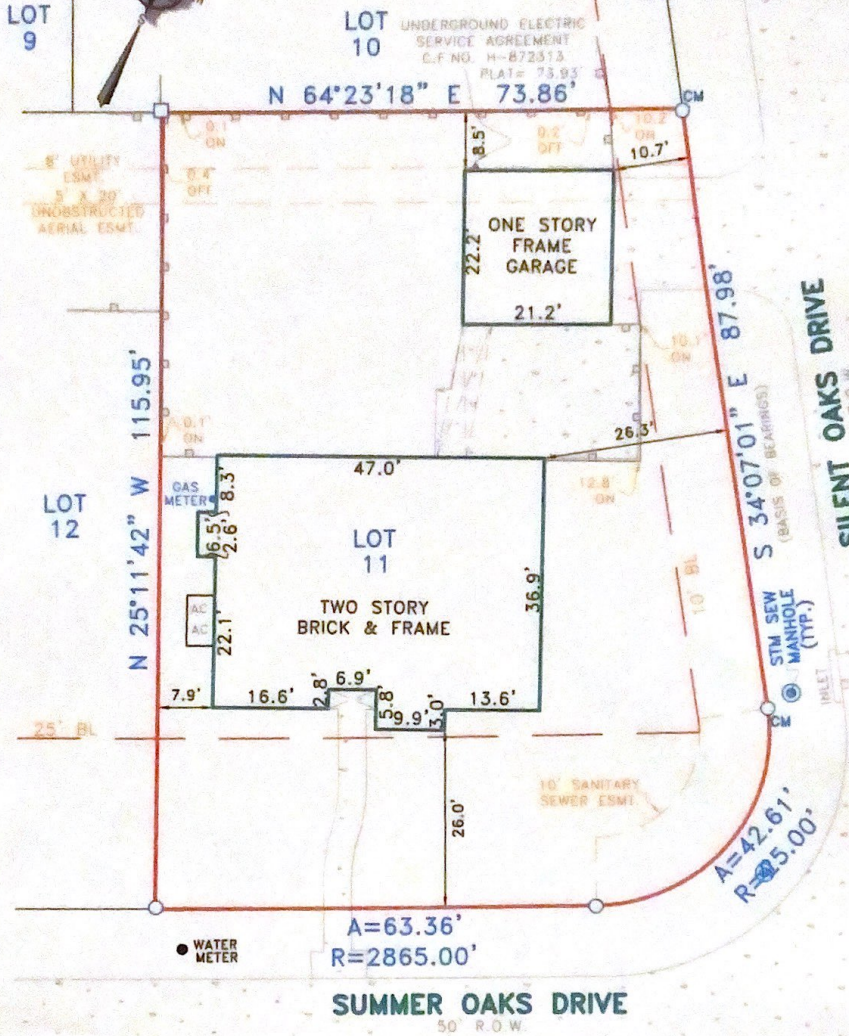 LOT
9
S
LOT
10
UNDERGROUND ELECTRIC
SERVICE AGREEMENT
C.F NO. H-872313
PLAT= 73.93'
N 64°23'18" E 73.86'
CM
0.1'
ON
8.5'
0.2'
OFF
10.2'
ON
10.7'
8' UTILITY
ESMT.
5' X 20'
UNOBSTRUCTED
AERIAL ESMT.
0.4
OFF
ONE STORY
FRAME
GARAGE
22.2'
21.2'
10.1
ON
S 34°07'01" E 87.98'
(BASIS OF BEARINGS)
SILENT OAKS DRIVE
N 25°11'42" W 115.95'
0.1'
ON
26.3'
47.0'
12.8'
ON
GAS
METER
8.3'
6.5'
2.6'
LOT
12
LOT
11
TWO STORY
BRICK & FRAME
36.9'
AC
AC
22.1'
10' BL
STM SEW
MANHOLE
(TYP.)
INLET
7.9'
16.6'
2.8'
6.9'
5.8'
9.9'
3.0'
13.6'
CM
25' BL
10' SANITARY
SEWER ESMT.
26.0'
A=42.61'
5.00'
A=63.36'
R=2865.00'
WATER
METER
SUMMER OAKS DRIVE
50' R.O.W.